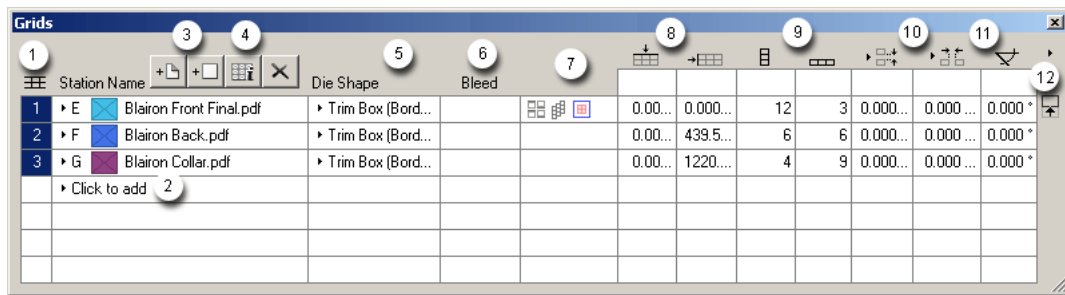 Grids
3 4 8 9 10 11
1 5 6 7 12
Station Name Die Shape Bleed
1 E Blairon Front Final.pdf Trim Box (Bord... 0.00... 0.000... 12 3 0.000... 0.000 ... 0.000 °
2 F Blairon Back.pdf Trim Box (Bord... 0.00... 439.5... 6 6 0.000... 0.000 ... 0.000 °
3 G Blairon Collar.pdf Trim Box (Bord... 0.00... 1220.... 4 9 0.000... 0.000 ... 0.000 °
Click to add 2